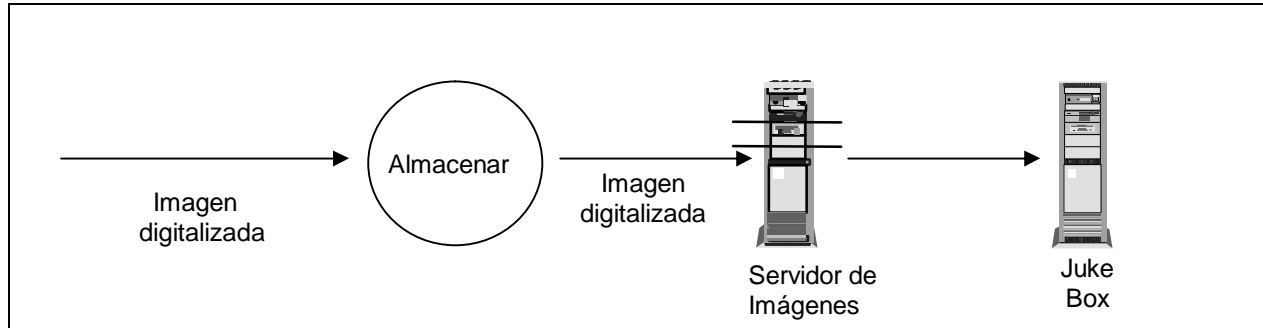 Imagen
digitalizada
Almacenar
Imagen
digitalizada
Servidor de
Imágenes
Juke
Box